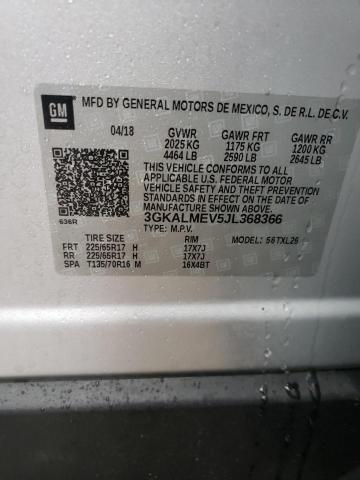 GM
MFD BY GENERAL MOTORS DE MEXICO, S. DE R.L. DE C.V.
04/18 GVWR GAWR FRT GAWR RR
2025 KG 1175 KG 1200 KG
4464 LB 2590 LB 2645 LB
THIS VEHICLE CONFORMS TO ALL
APPLICABLE U.S. FEDERAL MOTOR
VEHICLE SAFETY, BUMPER, AND
THEFT PREVENTION STANDARDS IN
EFFECT ON THE DATE OF
MANUFACTURE SHOWN ABOVE.
3GKALMEV5JL368366
636R TYPE: M.P.V. MODEL: 56TXL26
TIRE SIZE RIM
FRT 225/65R17 H 17X7J
RR 225/65R17 H 17X7J
SPA T135/70R16 M 16X4BT